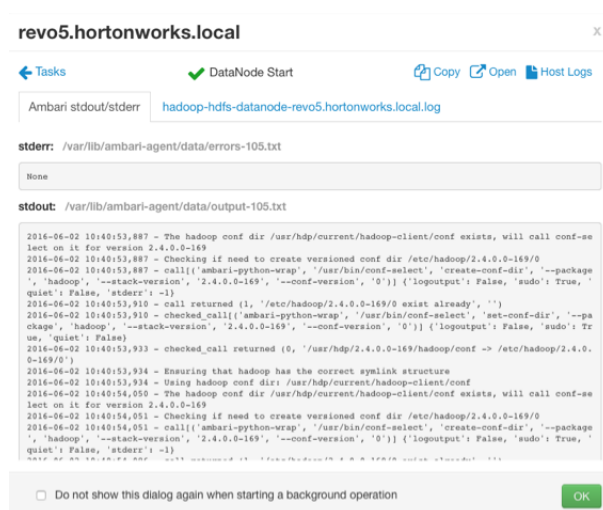 revo5.hortonworks.local
x
Tasks
DataNode Start
Copy Open Host Logs
Ambari stdout/stderr hadoop-hdfs-datanode-revo5.hortonworks.local.log
stderr: /var/lib/ambari-agent/data/errors-105.txt
None
stdout: /var/lib/ambari-agent/data/output-105.txt
2016-06-02 10:40:53,887 - The hadoop conf dir /usr/hdp/current/hadoop-client/conf exists, will call conf-se
lect on it for version 2.4.0.0-169
2016-06-02 10:40:53,887 - Checking if need to create versioned conf dir /etc/hadoop/2.4.0.0-169/0
2016-06-02 10:40:53,887 - call[('ambari-python-wrap', '/usr/bin/conf-select', 'create-conf-dir', '--package
', 'hadoop', '--stack-version', '2.4.0.0-169', '--conf-version', '0')] {'logoutput': False, 'sudo': True, '
quiet': False, 'stderr': -1}
2016-06-02 10:40:53,910 - call returned (1, '/etc/hadoop/2.4.0.0-169/0 exist already', '')
2016-06-02 10:40:53,910 - checked_call[('ambari-python-wrap', '/usr/bin/conf-select', 'set-conf-dir', '--pa
ckage', 'hadoop', '--stack-version', '2.4.0.0-169', '--conf-version', '0')] {'logoutput': False, 'sudo': Tr
ue, 'quiet': False}
2016-06-02 10:40:53,933 - checked_call returned (0, '/usr/hdp/2.4.0.0-169/hadoop/conf -> /etc/hadoop/2.4.0.
0-169/0')
2016-06-02 10:40:53,934 - Ensuring that hadoop has the correct symlink structure
2016-06-02 10:40:53,934 - Using hadoop conf dir: /usr/hdp/current/hadoop-client/conf
2016-06-02 10:40:54,050 - The hadoop conf dir /usr/hdp/current/hadoop-client/conf exists, will call conf-se
lect on it for version 2.4.0.0-169
2016-06-02 10:40:54,051 - Checking if need to create versioned conf dir /etc/hadoop/2.4.0.0-169/0
2016-06-02 10:40:54,051 - call[('ambari-python-wrap', '/usr/bin/conf-select', 'create-conf-dir', '--package
', 'hadoop', '--stack-version', '2.4.0.0-169', '--conf-version', '0')] {'logoutput': False, 'sudo': True, '
quiet': False, 'stderr': -1}
Do not show this dialog again when starting a background operation
OK